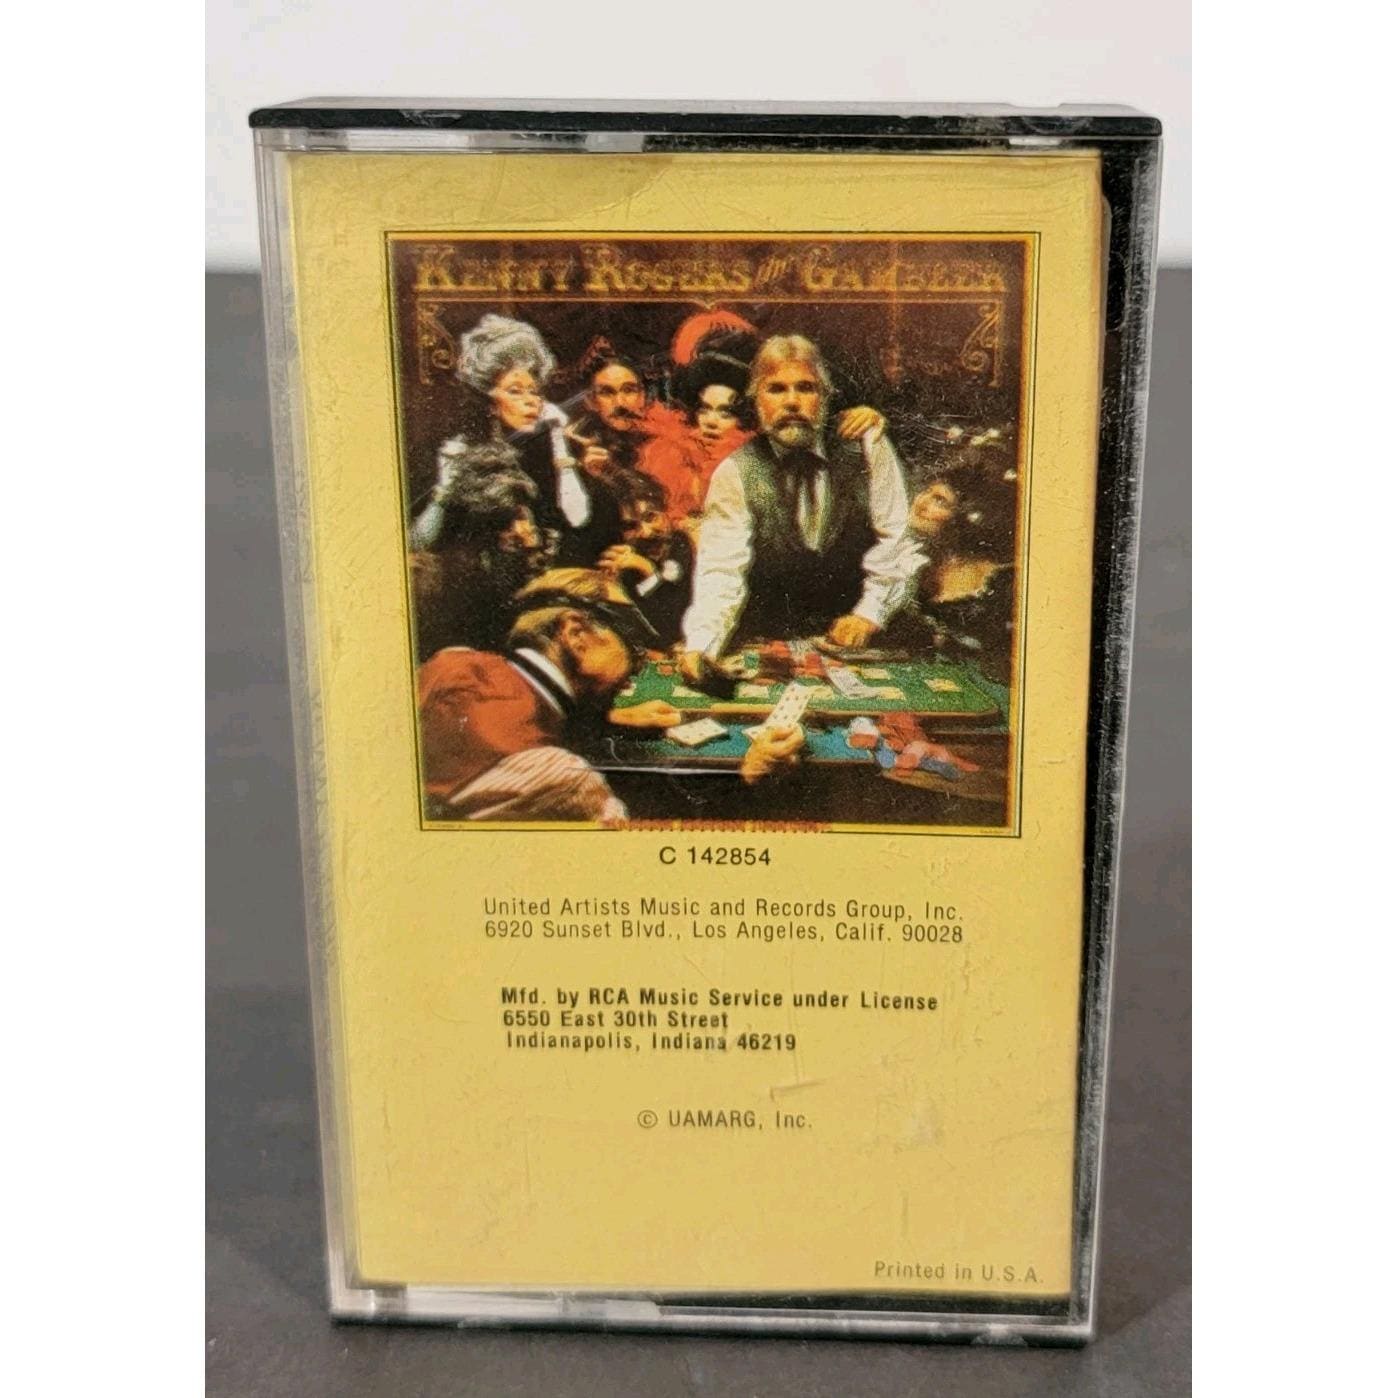 KENNY ROGERS the GAMBLER
C 142854
United Artists Music and Records Group, Inc.
6920 Sunset Blvd., Los Angeles, Calif. 90028
Mfd. by RCA Music Service under License
6550 East 30th Street
Indianapolis, Indiana 46219
© UAMARG, Inc.
Printed in U.S.A.